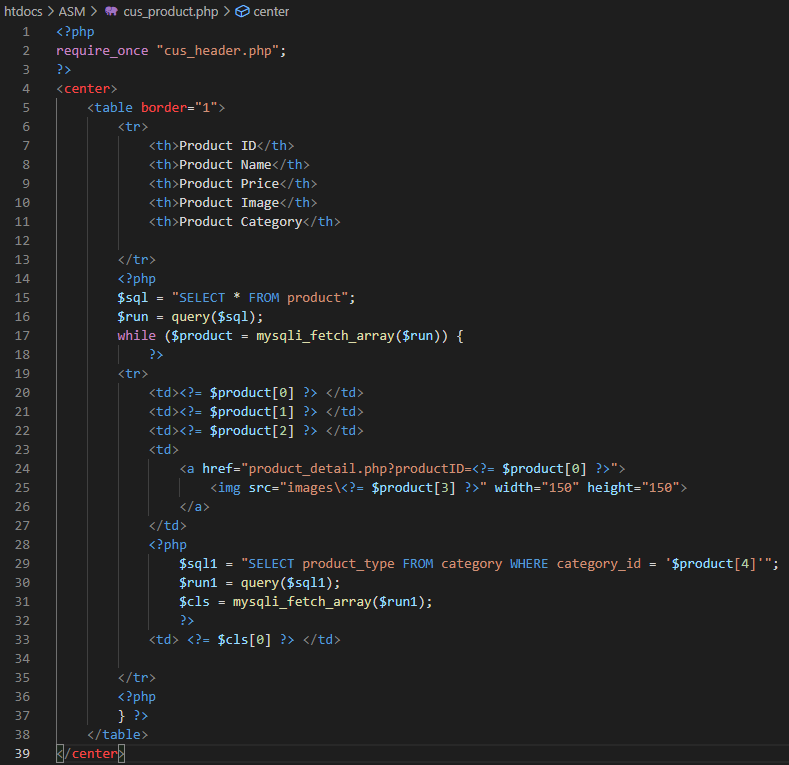 htdocs > ASM > cus_product.php > center
1 <?php
2 require_once "cus_header.php";
3 ?>
4 <center>
5     <table border="1">
6         <tr>
7             <th>Product ID</th>
8             <th>Product Name</th>
9             <th>Product Price</th>
10             <th>Product Image</th>
11             <th>Product Category</th>
12
13         </tr>
14         <?php
15         $sql = "SELECT * FROM product";
16         $run = query($sql);
17         while ($product = mysqli_fetch_array($run)) {
18             ?>
19         <tr>
20             <td><?= $product[0] ?> </td>
21             <td><?= $product[1] ?> </td>
22             <td><?= $product[2] ?> </td>
23             <td>
24                 <a href="product_detail.php?productID=<?= $product[0] ?>">
25                     <img src="images\<?= $product[3] ?>" width="150" height="150">
26                 </a>
27             </td>
28             <?php
29                 $sql1 = "SELECT product_type FROM category WHERE category_id = '$product[4]'";
30                 $run1 = query($sql1);
31                 $cls = mysqli_fetch_array($run1);
32                 ?>
33             <td> <?= $cls[0] ?> </td>
34
35         </tr>
36         <?php
37         } ?>
38     </table>
39 </center>